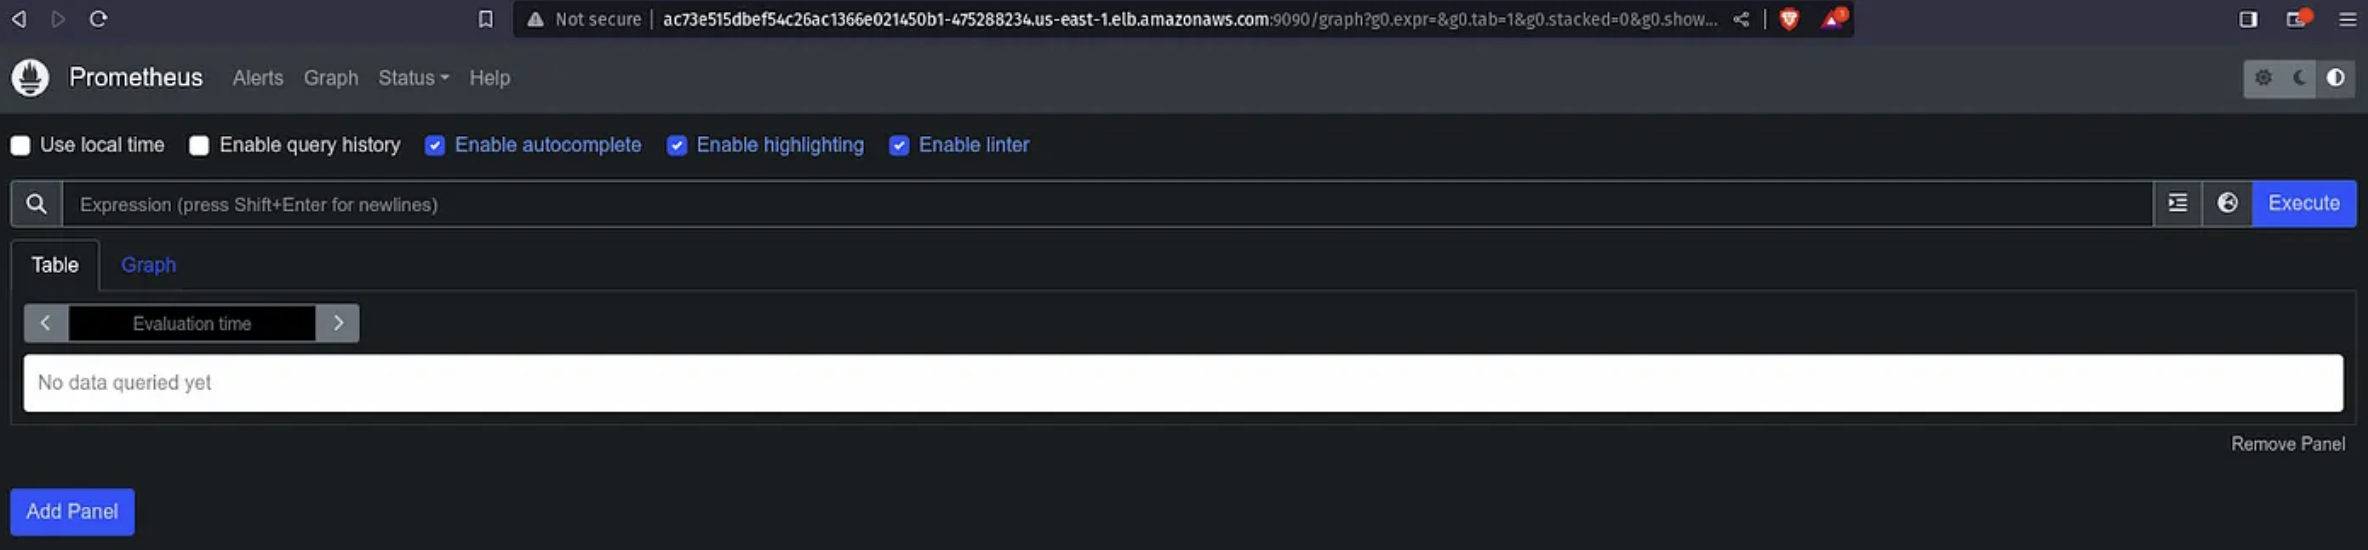 Not secure ac73e515dbef54c26ac1366e021450b1-475288234.us-east-1.elb.amazonaws.com:9090/graph?g0.expr=&g0.tab=1&g0.stacked=0&g0.show...
Prometheus Alerts Graph Status Help
Use local time Enable query history Enable autocomplete Enable highlighting Enable linter
Expression (press Shift+Enter for newlines) Execute
Table Graph
Evaluation time
No data queried yet
Remove Panel
Add Panel